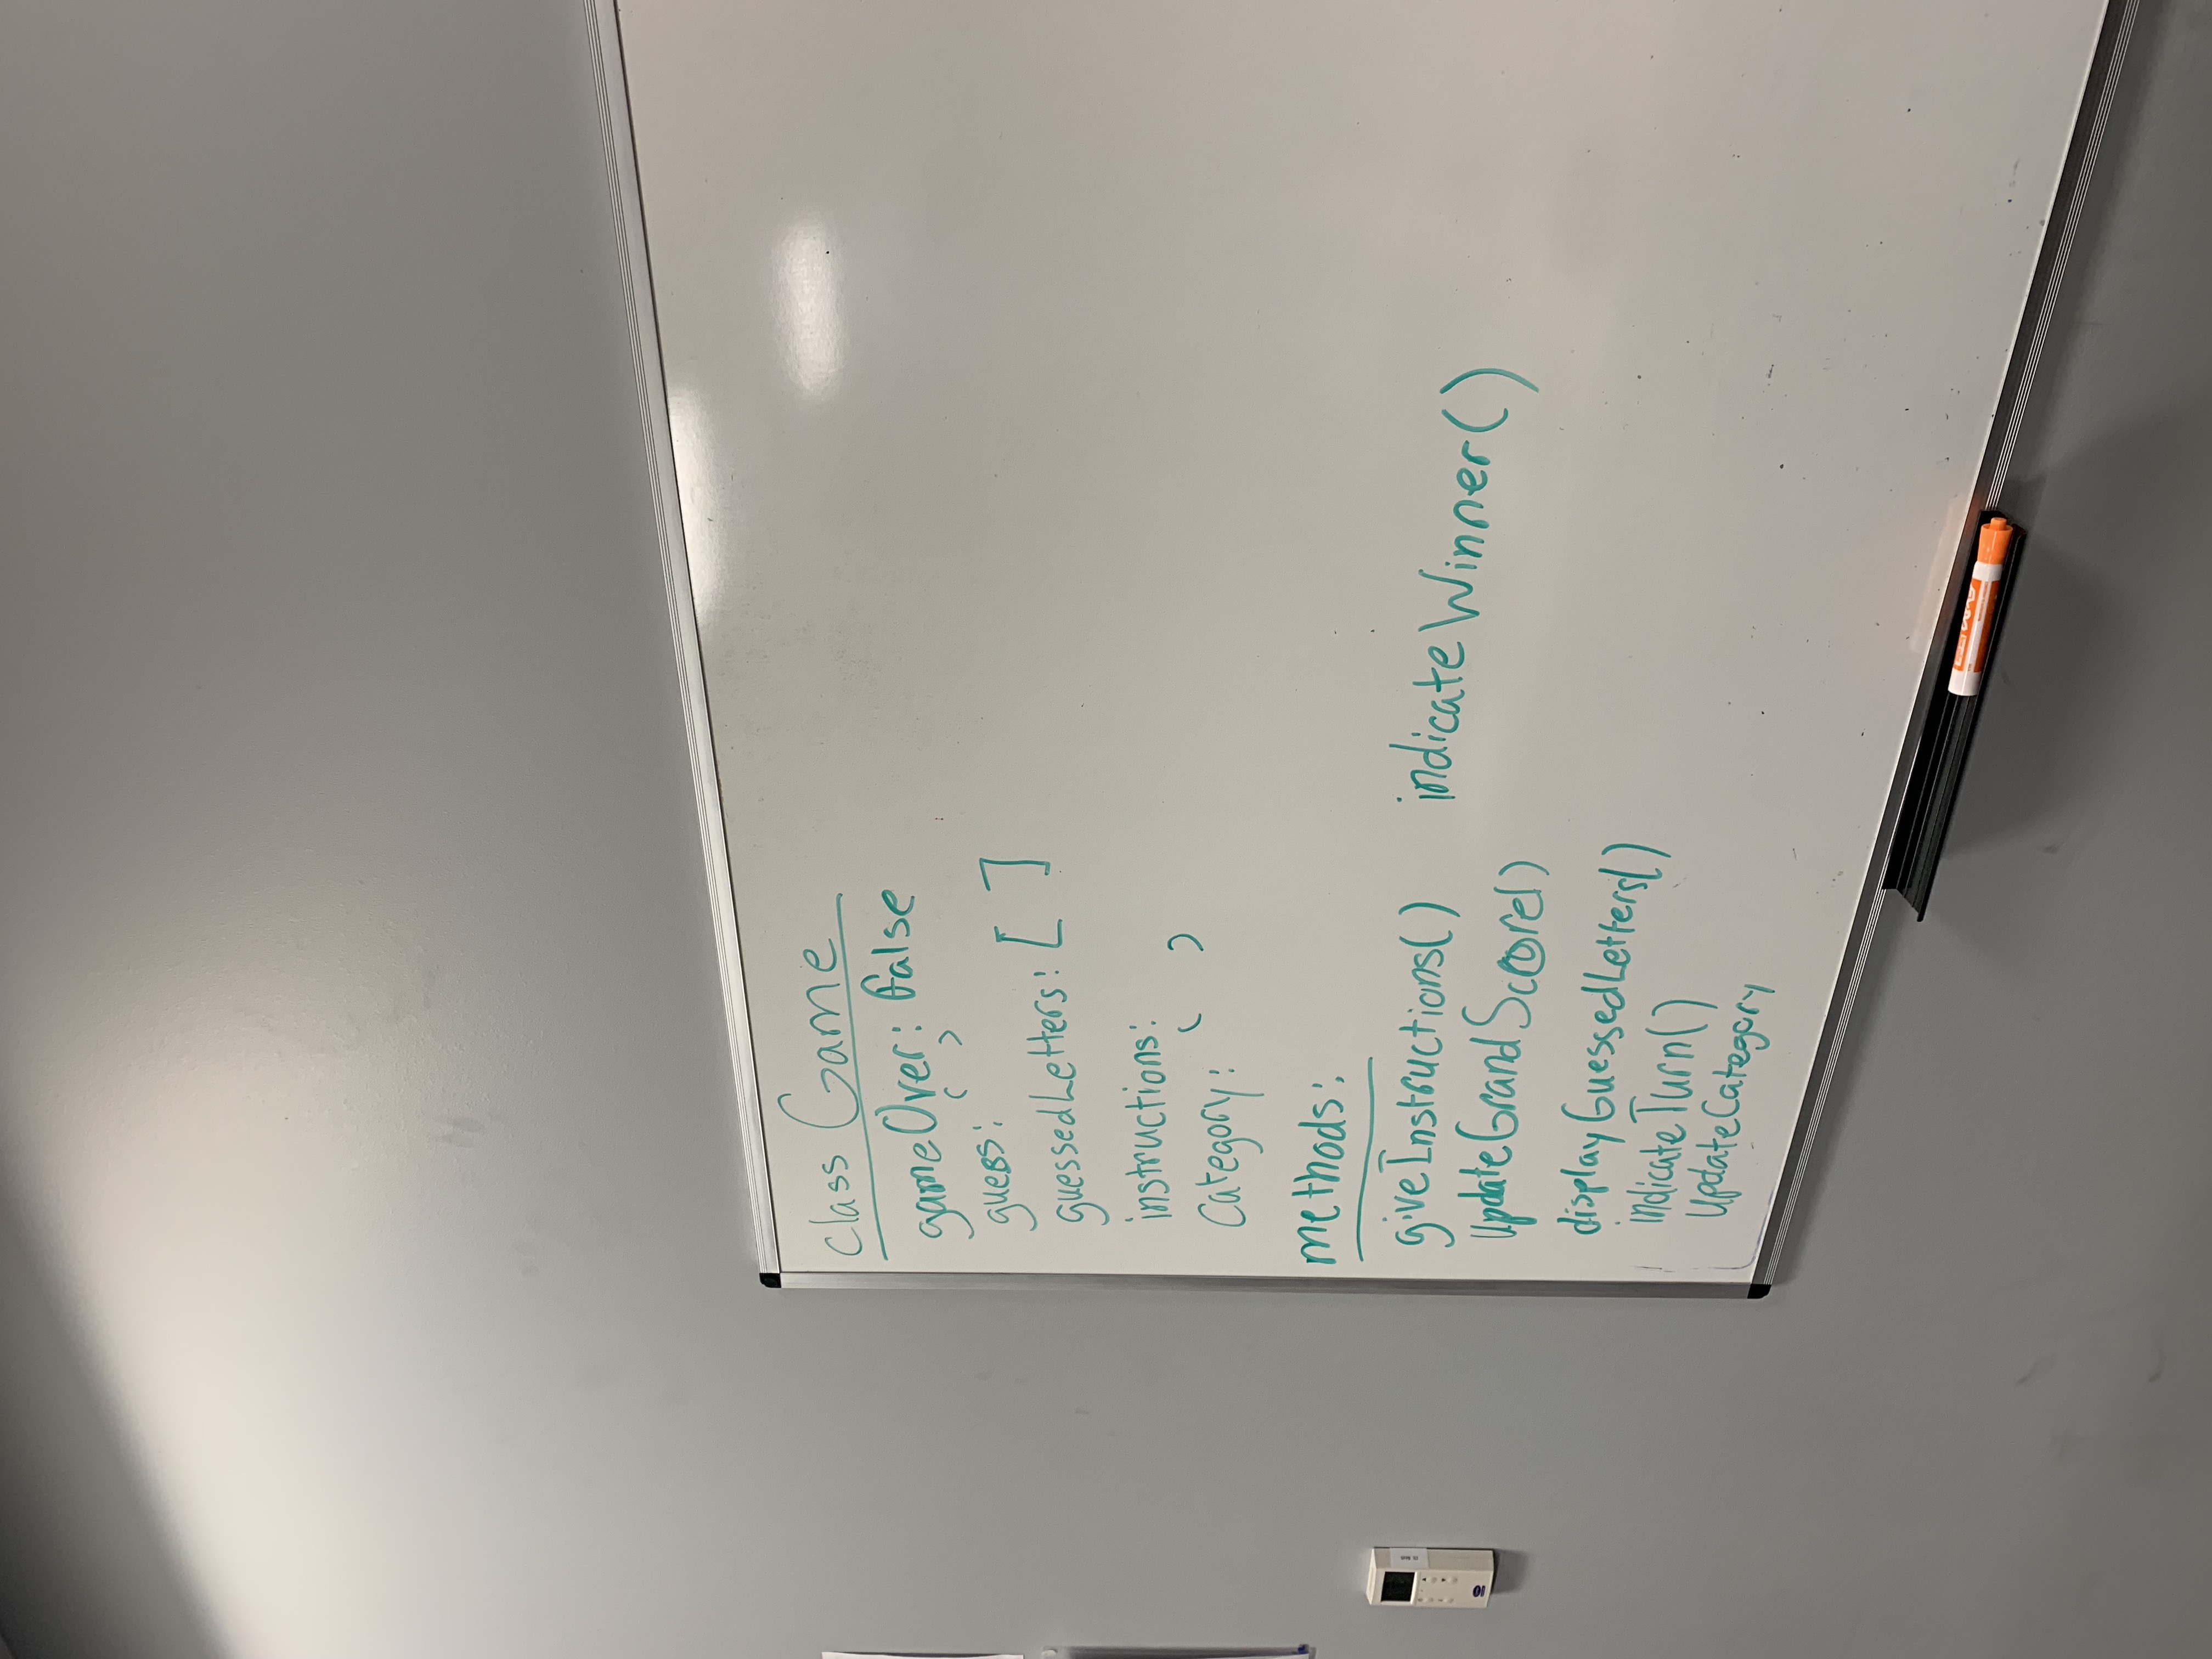 class Game
gameOver: false
guess: ‘ ’
guessedLetters: [ ]
instructions:
Category: ‘ ’
methods:
giveInstructions() indicateWinner()
UpdateGrandScore()
displayGuessedLetters()
indicateTurn()
UpdateCategory